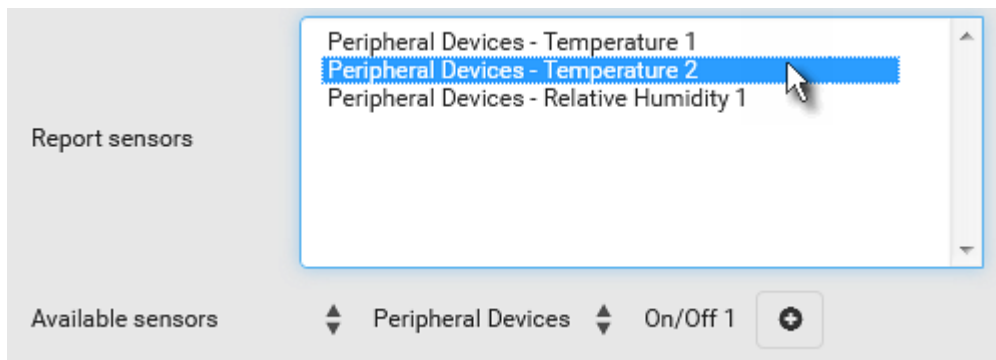 Peripheral Devices - Temperature 1
Peripheral Devices - Temperature 2
Peripheral Devices - Relative Humidity 1
Report sensors
Available sensors Peripheral Devices On/Off 1